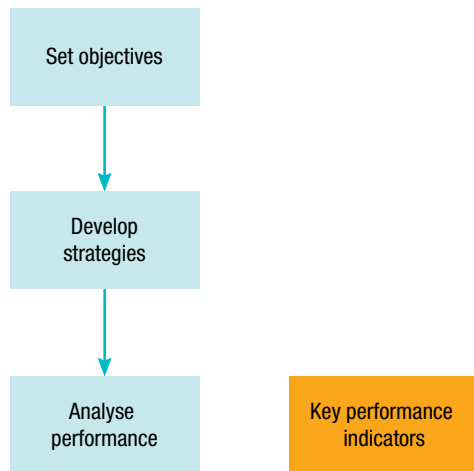 Set objectives
Develop
strategies
Analyse
performance
Key performance
indicators